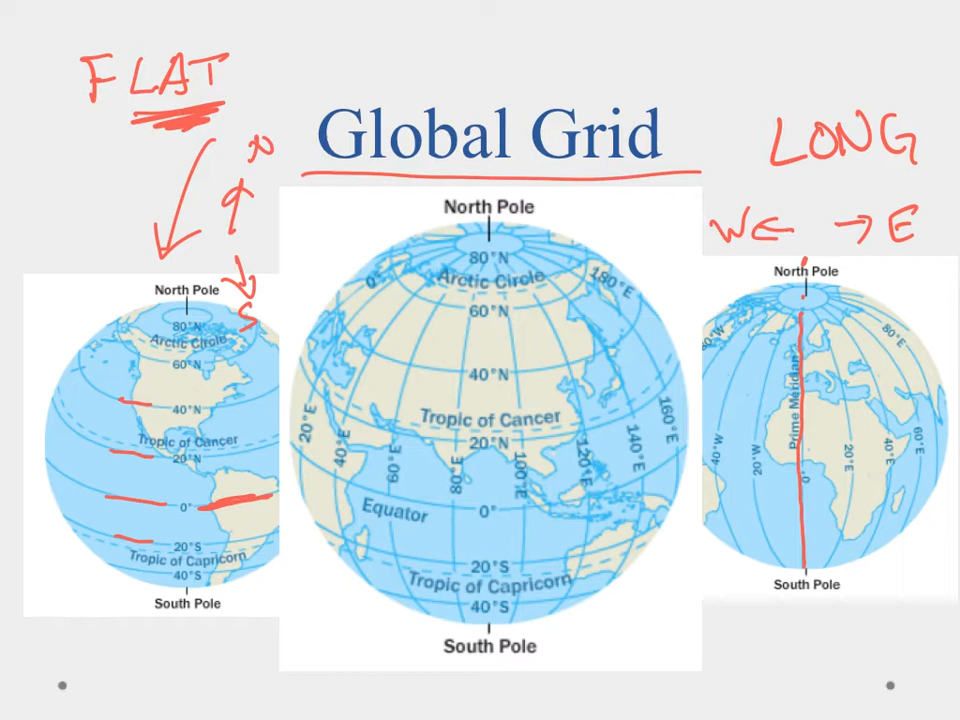 FLAT
Global Grid
LONG
N
S
W← → E
North Pole
80°N
Arctic Circle
60°N
40°N
Tropic of Cancer
20°N
0°
20°S
Tropic of Capricorn
40°S
South Pole
North Pole
80°N
Arctic Circle
0°
180°E
60°N
40°N
Tropic of Cancer
20°N
20°E
40°E
60°E
80°E
100°E
120°E
140°E
160°E
Equator
0°
20°S
Tropic of Capricorn
40°S
South Pole
North Pole
80°W
80°E
Prime Meridian
40°W
20°W
0°
20°E
40°E
60°E
South Pole